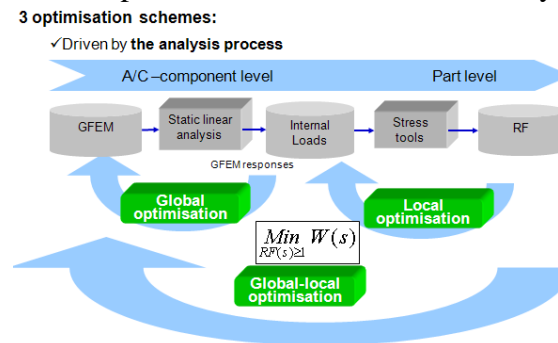 3 optimisation schemes:
✓Driven by the analysis process
A/C –component level
Part level
GFEM
Static linear
analysis
Internal
Loads
Stress
tools
RF
GFEM responses
Global
optimisation
Local
optimisation
Min W(s)
RF(s)≥1
Global-local
optimisation